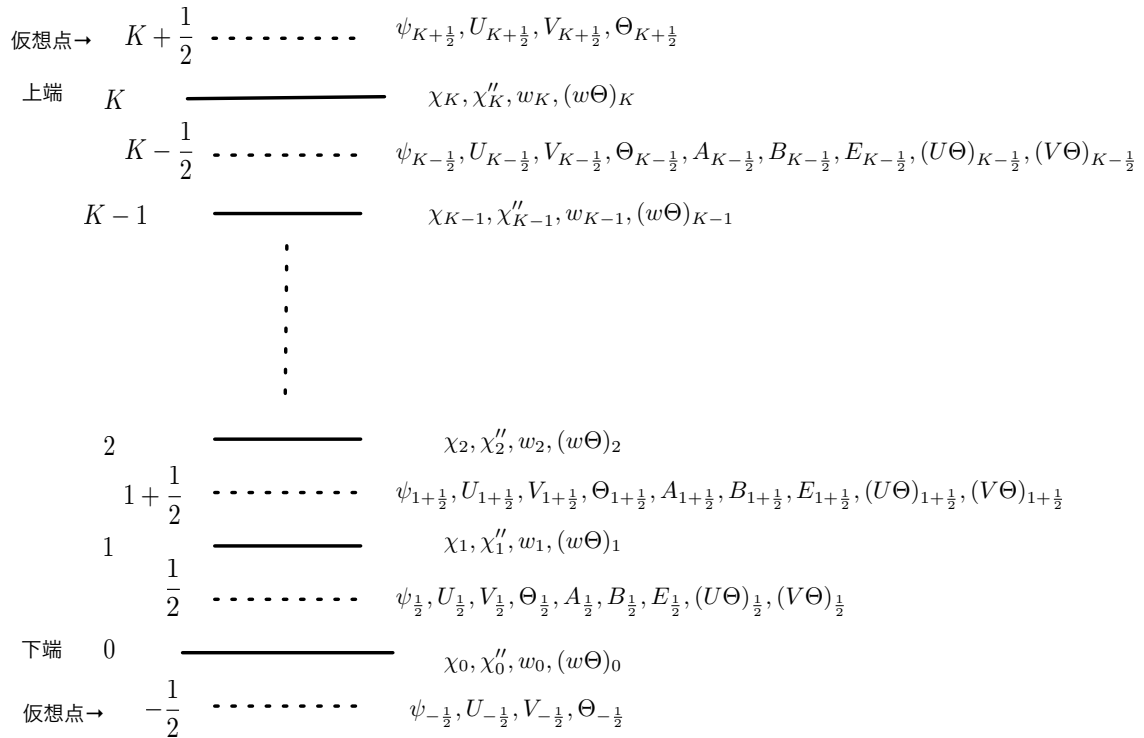 仮想点→ K + 1/2 ψ_{K+1/2}, U_{K+1/2}, V_{K+1/2}, Θ_{K+1/2}
上端 K χ_K, χ''_K, w_K, (wΘ)_K
K − 1/2 ψ_{K−1/2}, U_{K−1/2}, V_{K−1/2}, Θ_{K−1/2}, A_{K−1/2}, B_{K−1/2}, E_{K−1/2}, (UΘ)_{K−1/2}, (VΘ)_{K−1/2}
K − 1 χ_{K−1}, χ''_{K−1}, w_{K−1}, (wΘ)_{K−1}
2 χ_2, χ''_2, w_2, (wΘ)_2
1 + 1/2 ψ_{1+1/2}, U_{1+1/2}, V_{1+1/2}, Θ_{1+1/2}, A_{1+1/2}, B_{1+1/2}, E_{1+1/2}, (UΘ)_{1+1/2}, (VΘ)_{1+1/2}
1 χ_1, χ''_1, w_1, (wΘ)_1
1/2 ψ_{1/2}, U_{1/2}, V_{1/2}, Θ_{1/2}, A_{1/2}, B_{1/2}, E_{1/2}, (UΘ)_{1/2}, (VΘ)_{1/2}
下端 0 χ_0, χ''_0, w_0, (wΘ)_0
仮想点→ −1/2 ψ_{−1/2}, U_{−1/2}, V_{−1/2}, Θ_{−1/2}